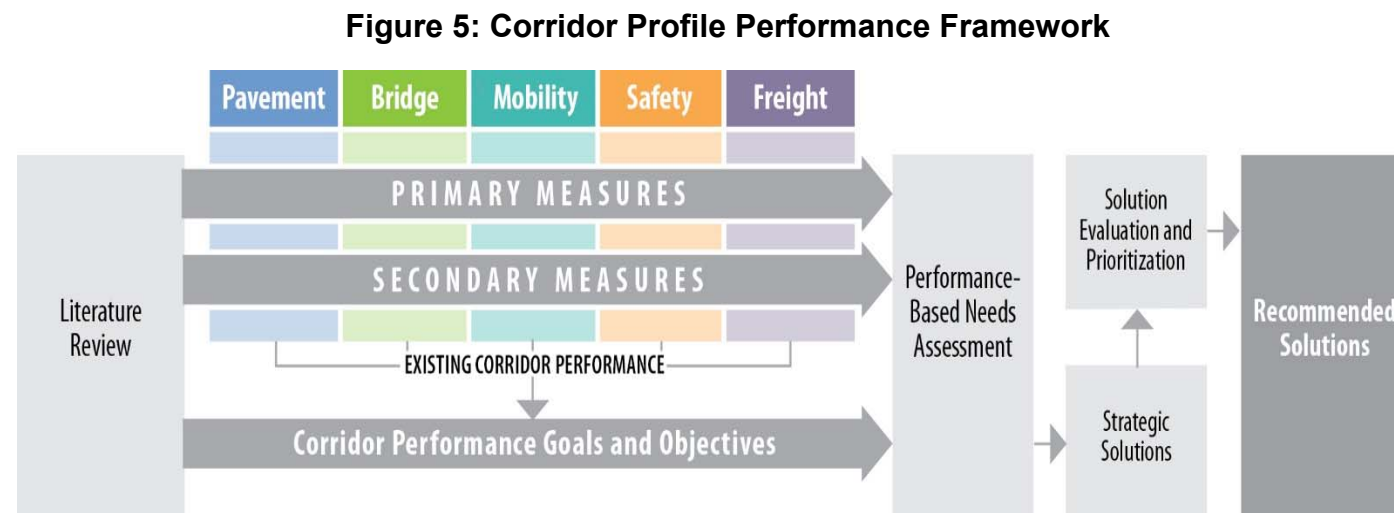 Figure 5: Corridor Profile Performance Framework
Pavement
Bridge
Mobility
Safety
Freight
PRIMARY MEASURES
SECONDARY MEASURES
Literature
Review
EXISTING CORRIDOR PERFORMANCE
Corridor Performance Goals and Objectives
Performance-
Based Needs
Assessment
Solution
Evaluation and
Prioritization
Strategic
Solutions
Recommended
Solutions